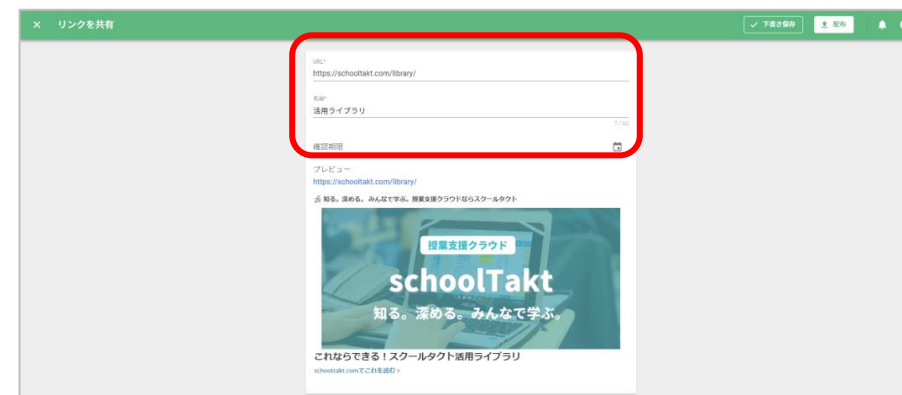 × リンクを共有
✓ 下書き保存
配布
URL*
https://schooltakt.com/library/
名前*
活用ライブラリ
7 / 60
確認期限
プレビュー
https://schooltakt.com/library/
知る。深める。みんなで学ぶ。授業支援クラウドならスクールタクト
授業支援クラウド
schoolTakt
知る。深める。みんなで学ぶ。
これならできる！スクールタクト活用ライブラリ
schooltakt.comでこれを読む >